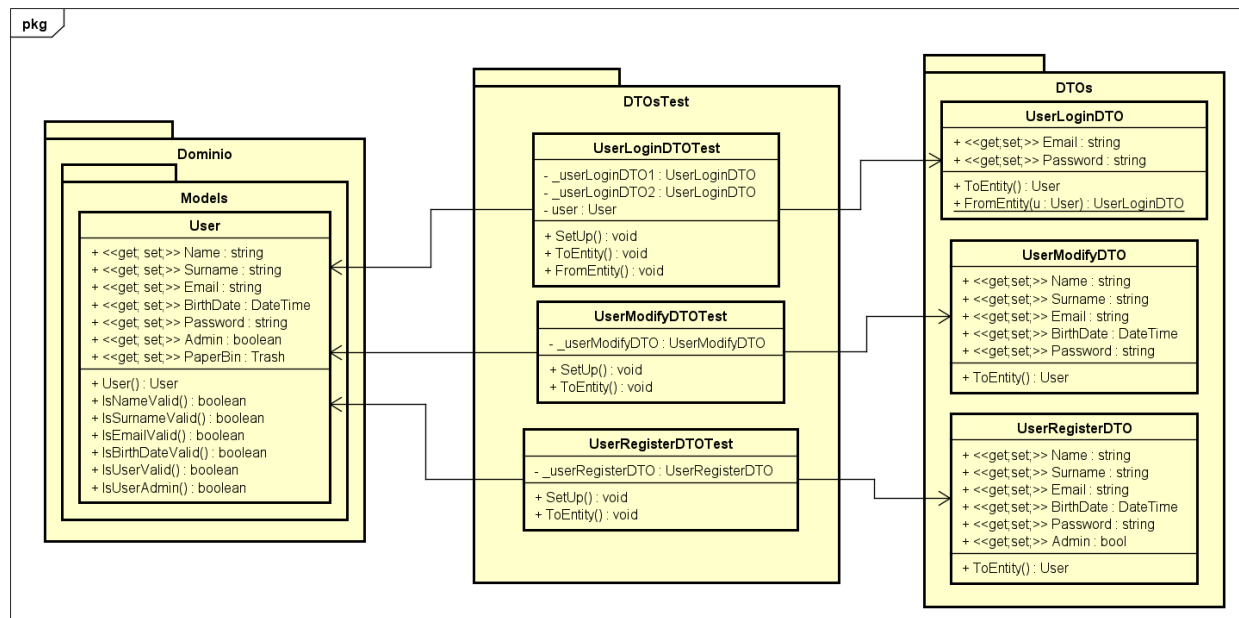 pkg
Dominio
Models
User
+ <<get; set;>> Name : string
+ <<get; set;>> Surname : string
+ <<get; set;>> Email : string
+ <<get; set;>> BirthDate : DateTime
+ <<get; set;>> Password : string
+ <<get; set;>> Admin : boolean
+ <<get; set;>> PaperBin : Trash
+ User() : User
+ IsNameValid() : boolean
+ IsSurnameValid() : boolean
+ IsEmailValid() : boolean
+ IsBirthDateValid() : boolean
+ IsUserValid() : boolean
+ IsUserAdmin() : boolean
DTOsTest
UserLoginDTOTest
- _userLoginDTO1 : UserLoginDTO
- _userLoginDTO2 : UserLoginDTO
- user : User
+ SetUp() : void
+ ToEntity() : void
+ FromEntity() : void
UserModifyDTOTest
- _userModifyDTO : UserModifyDTO
+ SetUp() : void
+ ToEntity() : void
UserRegisterDTOTest
- _userRegisterDTO : UserRegisterDTO
+ SetUp() : void
+ ToEntity() : void
DTOs
UserLoginDTO
+ <<get;set;>> Email : string
+ <<get;set;>> Password : string
+ ToEntity() : User
+ FromEntity(u : User) : UserLoginDTO
UserModifyDTO
+ <<get;set;>> Name : string
+ <<get;set;>> Surname : string
+ <<get;set;>> Email : string
+ <<get;set;>> BirthDate : DateTime
+ <<get;set;>> Password : string
+ ToEntity() : User
UserRegisterDTO
+ <<get;set;>> Name : string
+ <<get;set;>> Surname : string
+ <<get;set;>> Email : string
+ <<get;set;>> BirthDate : DateTime
+ <<get;set;>> Password : string
+ <<get;set;>> Admin : bool
+ ToEntity() : User